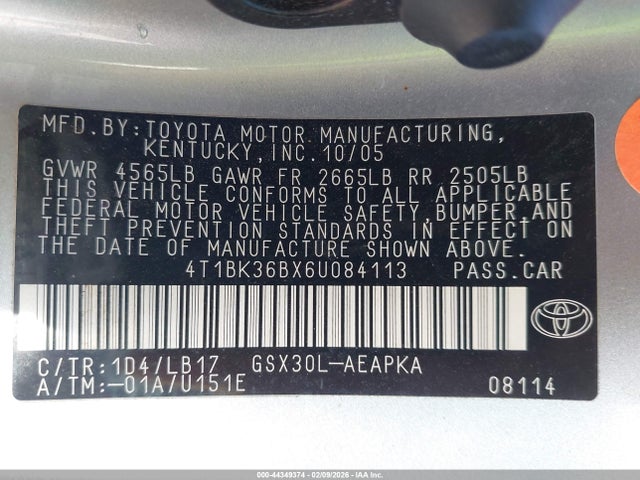 MFD.BY:TOYOTA MOTOR MANUFACTURING,
KENTUCKY,INC.10/05
GVWR 4565LB GAWR FR 2665LB RR 2505LB
THIS VEHICLE CONFORMS TO ALL APPLICABLE
FEDERAL MOTOR VEHICLE SAFETY,BUMPER,AND
THEFT PREVENTION STANDARDS IN EFFECT ON
THE DATE OF MANUFACTURE SHOWN ABOVE.
4T1BK36BX6U084113 PASS.CAR
C/TR:1D4/LB17 GSX30L-AEAPKA
A/TM:-01A/U151E 08114
000-44349374 - 02/09/2026 - COPART.COM